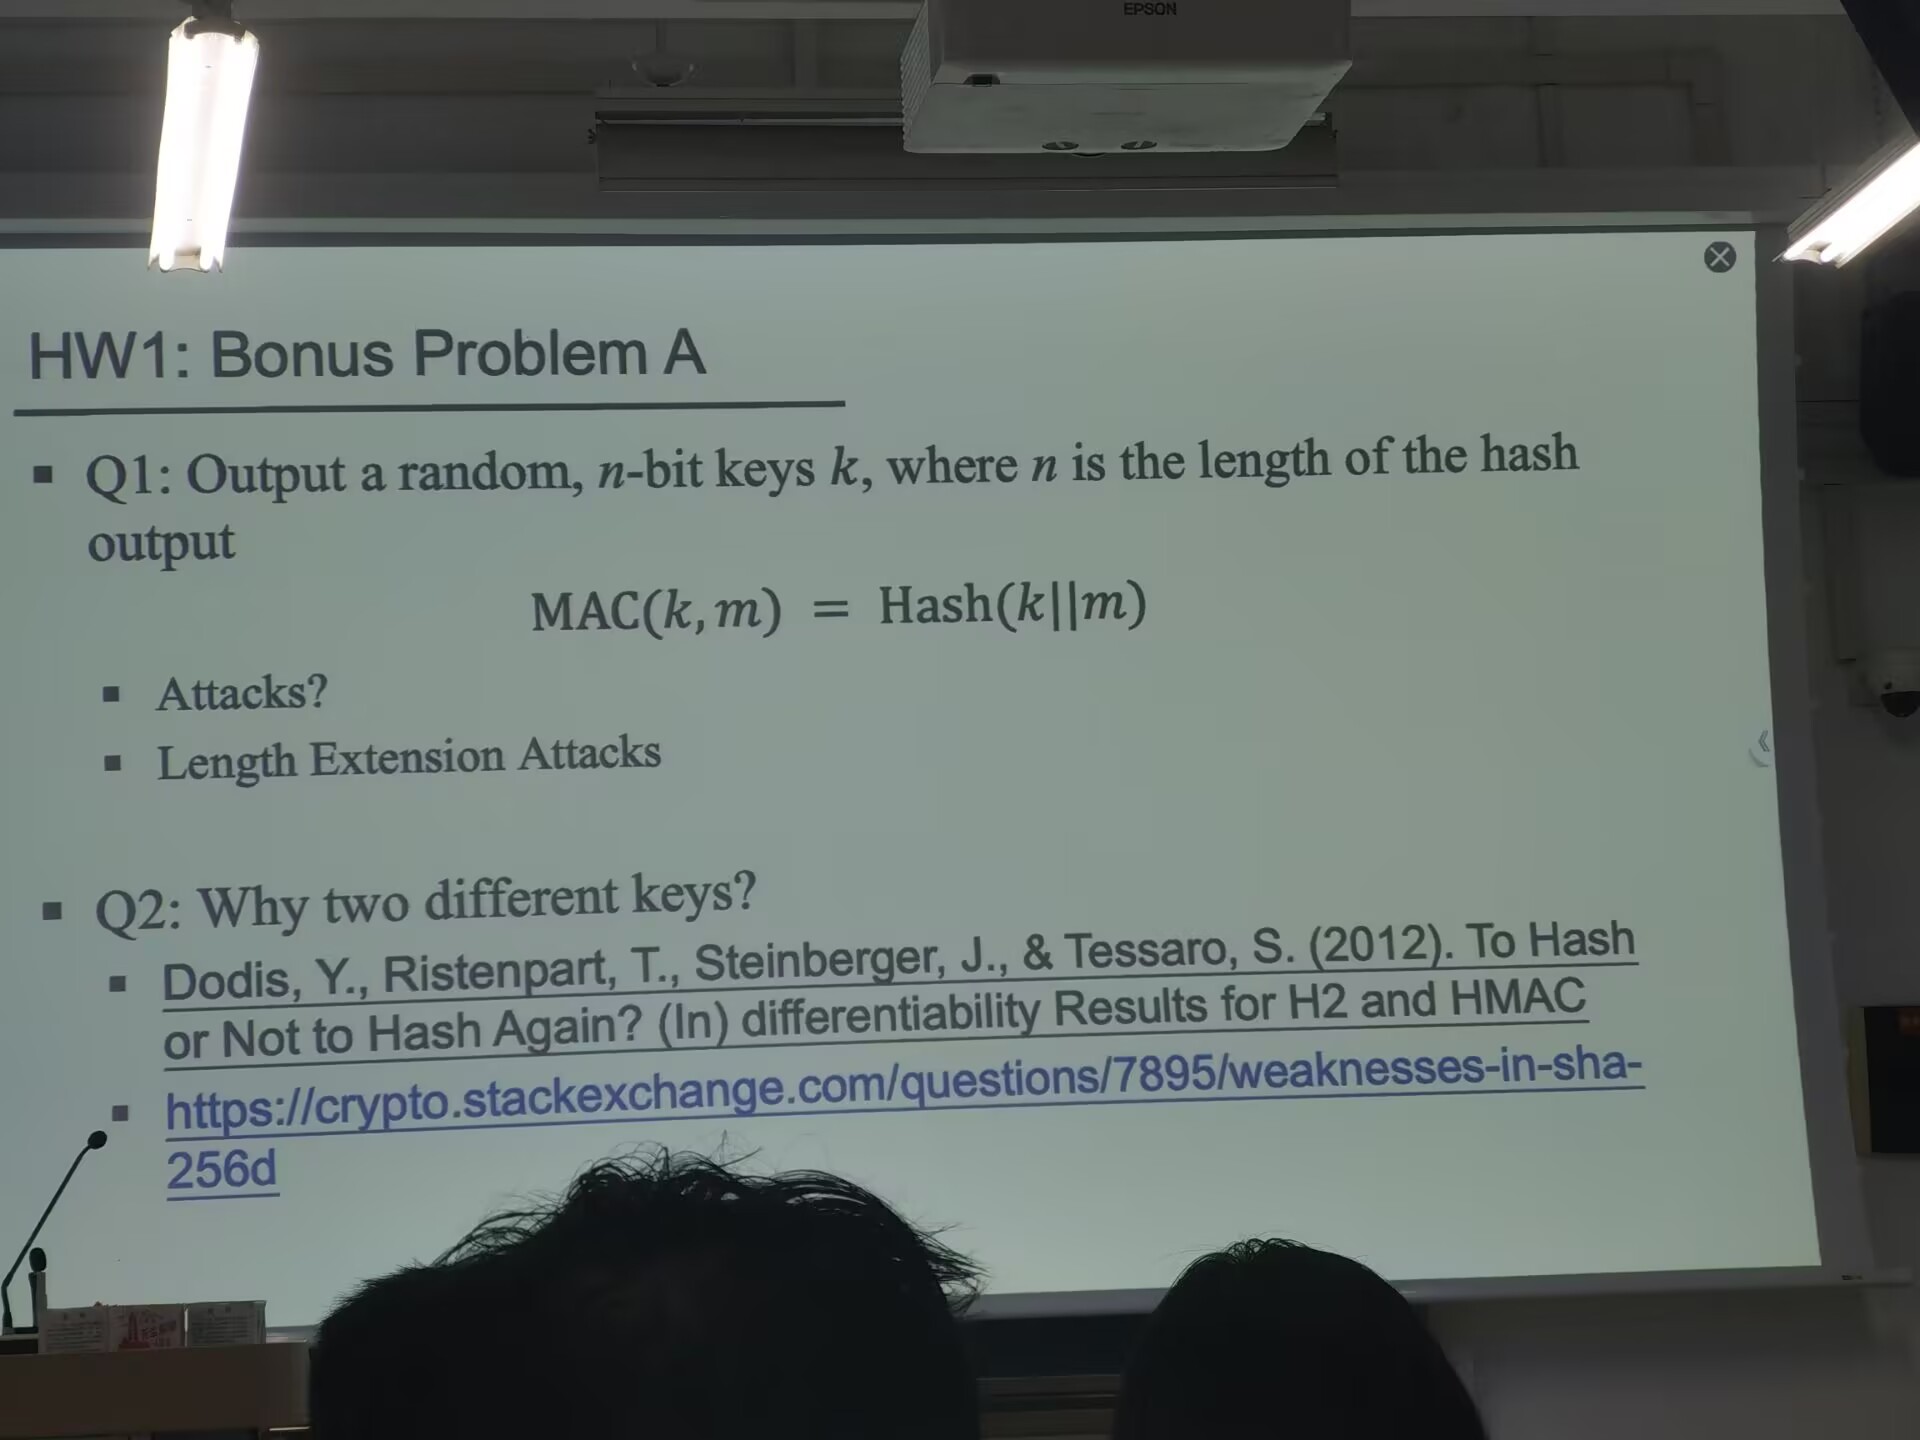 EPSON
HW1: Bonus Problem A
▪ Q1: Output a random, n-bit keys k, where n is the length of the hash
output
MAC(k, m) = Hash(k||m)
▪ Attacks?
▪ Length Extension Attacks
▪ Q2: Why two different keys?
▪ Dodis, Y., Ristenpart, T., Steinberger, J., & Tessaro, S. (2012). To Hash
or Not to Hash Again? (In) differentiability Results for H2 and HMAC
▪ https://crypto.stackexchange.com/questions/7895/weaknesses-in-sha-
256d